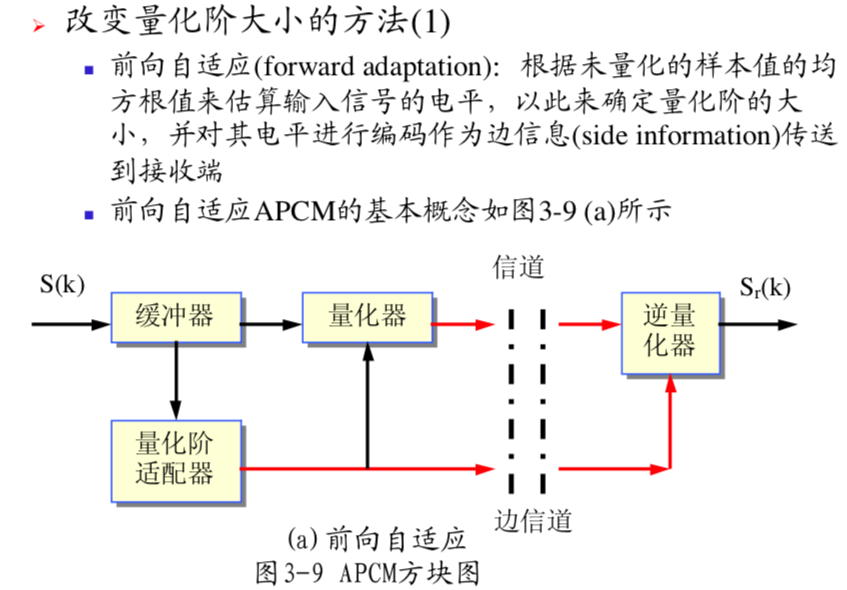 改变量化阶大小的方法(1)
前向自适应(forward adaptation)：根据未量化的样本值的均
方根值来估算输入信号的电平，以此来确定量化阶的大
小，并对其电平进行编码作为边信息(side information)传送
到接收端
前向自适应APCM的基本概念如图3-9 (a)所示
信道
S(k)
缓冲器
量化器
逆量
化器
Sr(k)
量化阶
适配器
边信道
(a)前向自适应
图3-9 APCM方块图